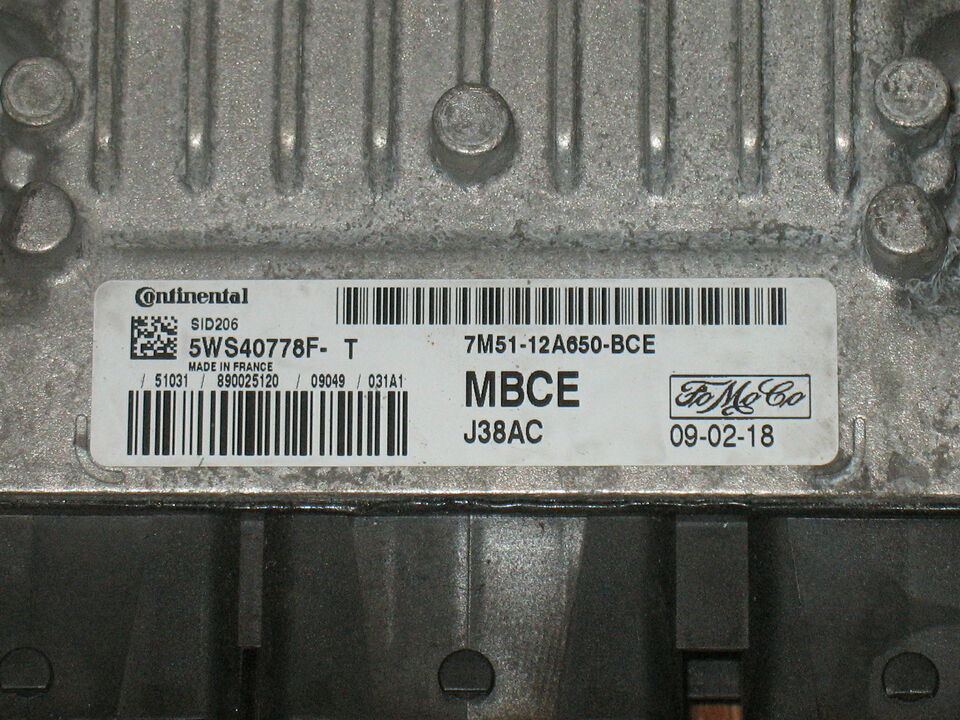 Continental
SID206
5WS40778F- T
MADE IN FRANCE
/ 51031 / 890025120 / 09049 / 031A1
7M51-12A650-BCE
MBCE
J38AC
FoMoCo
09-02-18